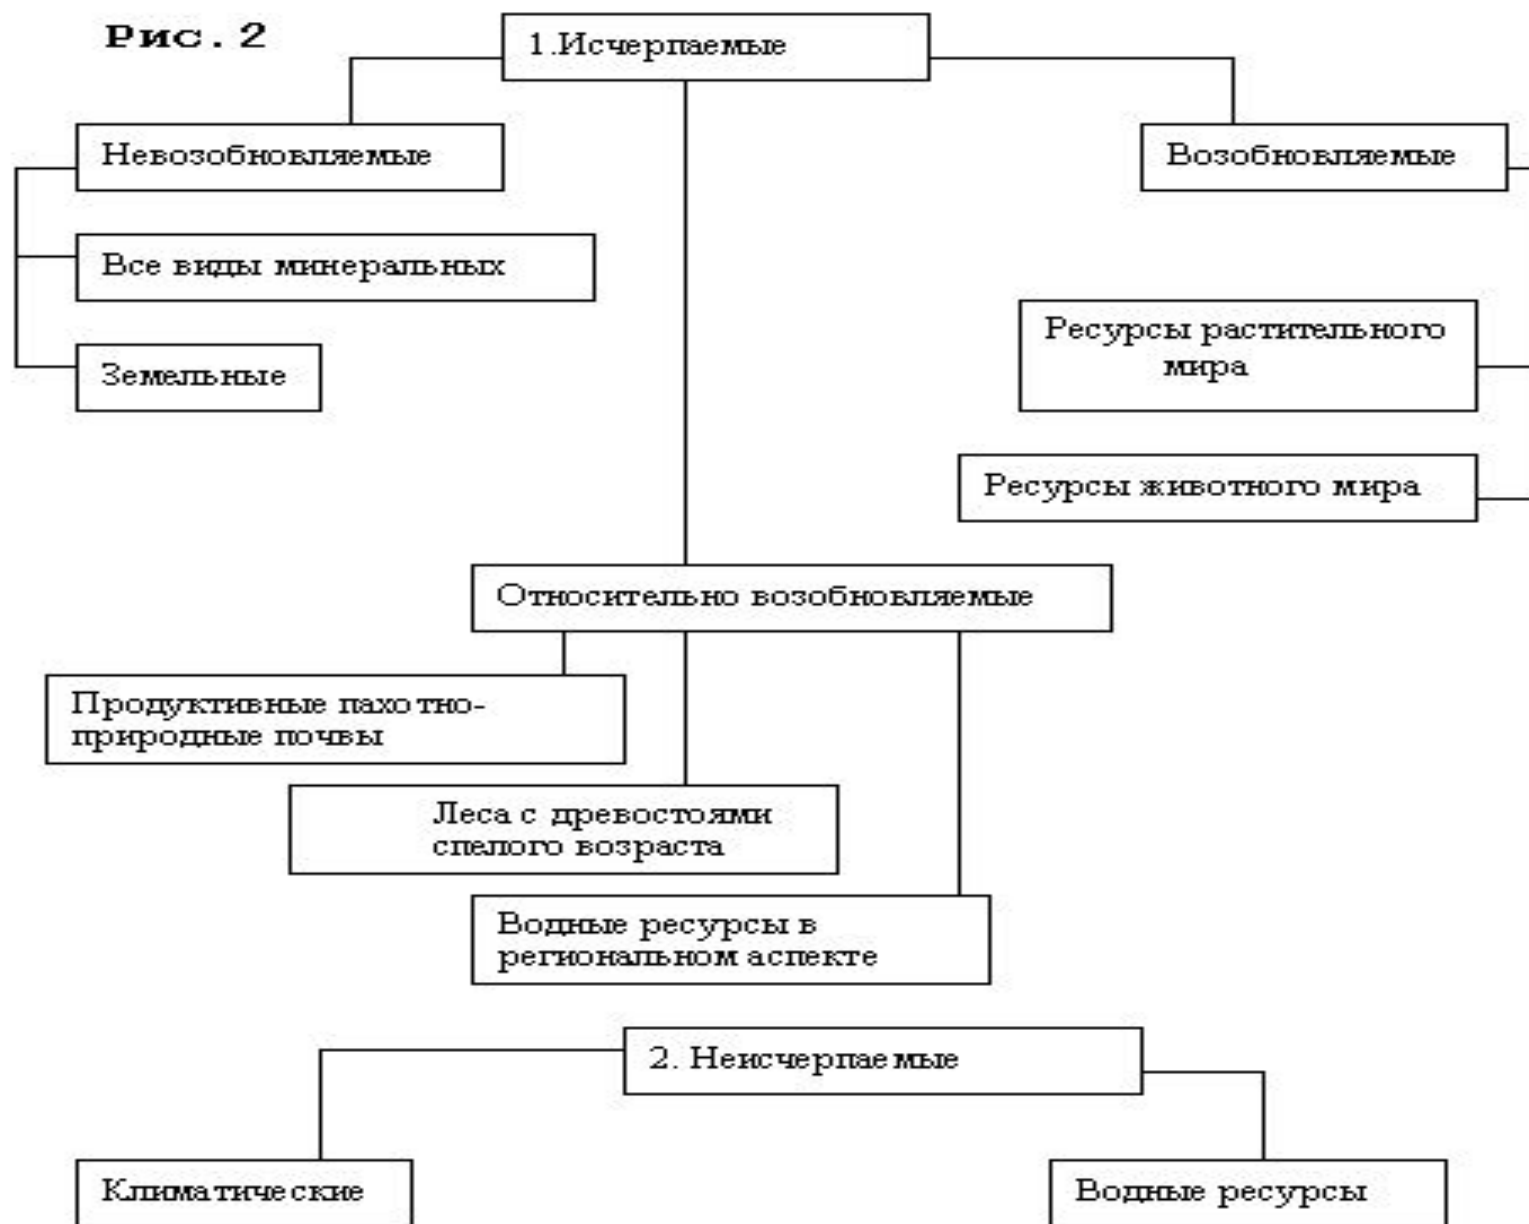 Рис.2
1.Исчерпаемые
Невозобновляемые
Возобновляемые
Все виды минеральных
Ресурсы растительного
мира
Земельные
Ресурсы животного мира
Относительно возобновляемые
Продуктивные пахотно-
природные почвы
Леса с древостоями
спелого возраста
Водные ресурсы в
региональном аспекте
2. Неисчерпаемые
Климатические
Водные ресурсы